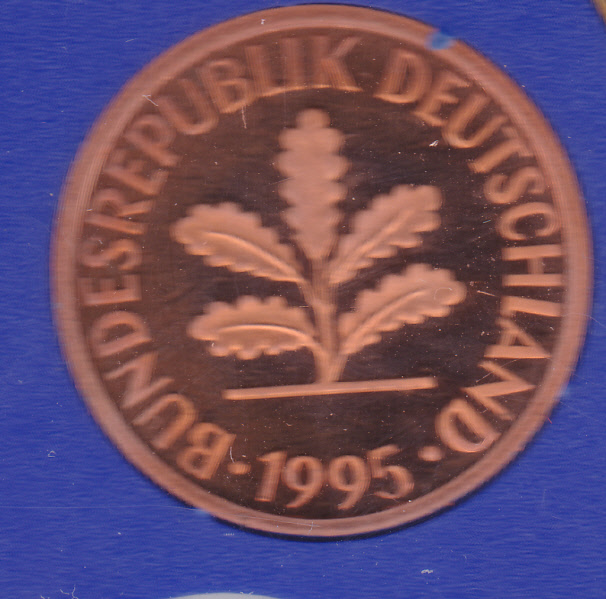 BUNDESREPUBLIK DEUTSCHLAND
· 1995 ·